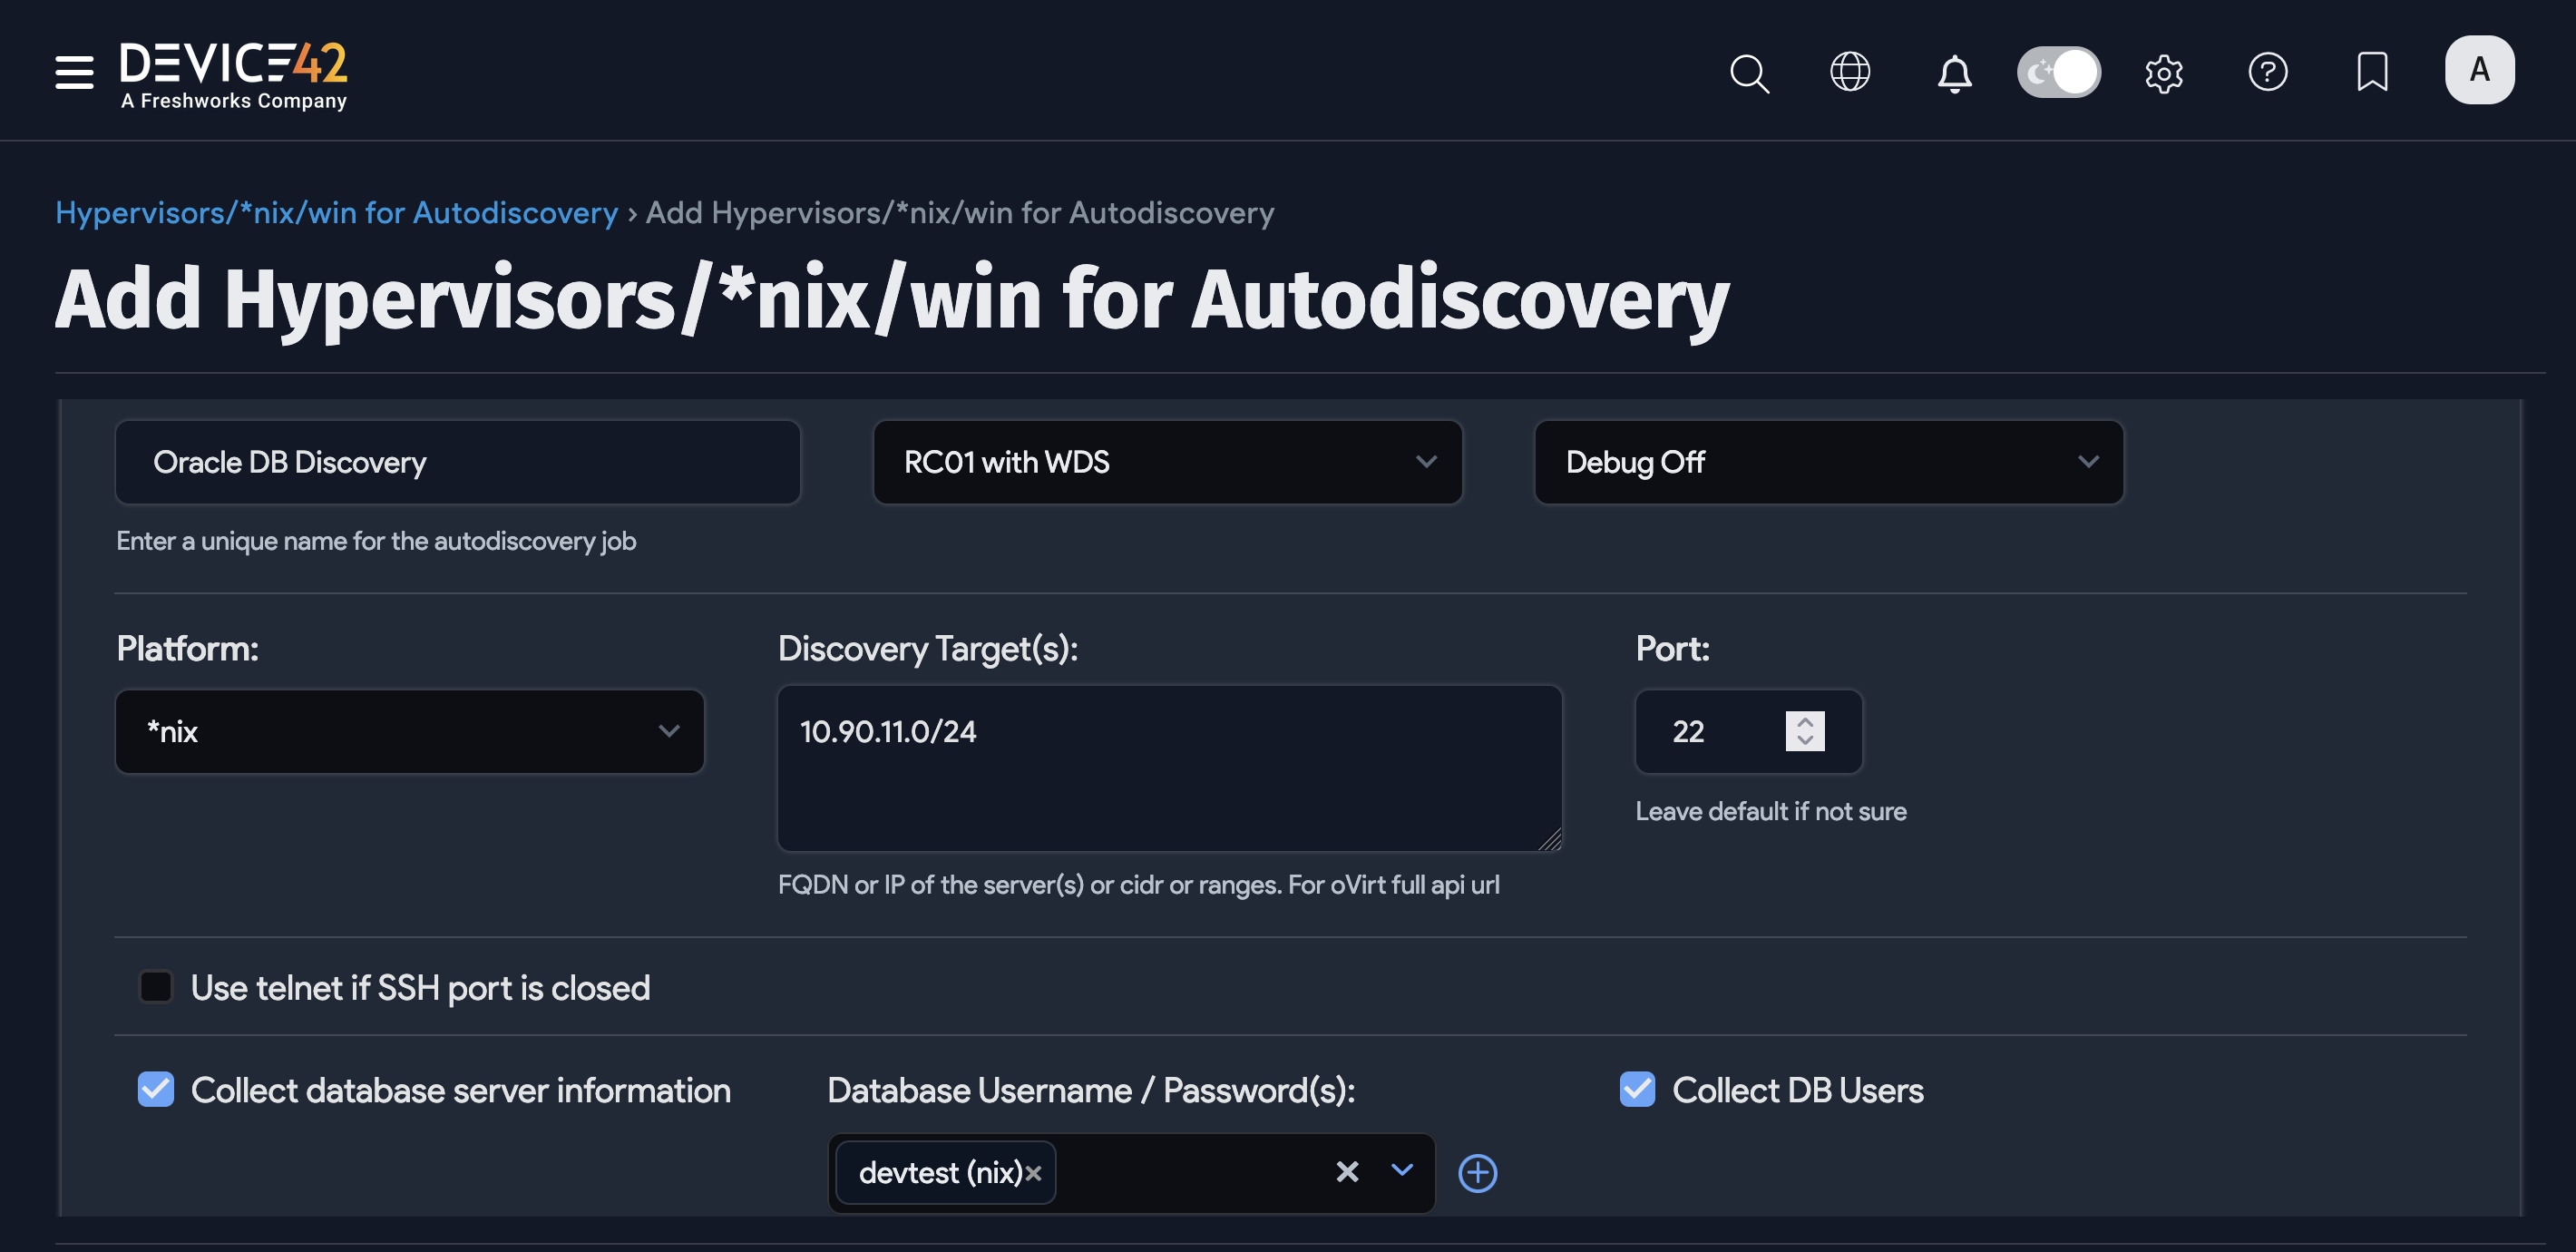 DEVICE42
A Freshworks Company
A
Hypervisors/*nix/win for Autodiscovery › Add Hypervisors/*nix/win for Autodiscovery
Add Hypervisors/*nix/win for Autodiscovery
Oracle DB Discovery
RC01 with WDS
Debug Off
Enter a unique name for the autodiscovery job
Platform:
Discovery Target(s):
Port:
*nix
10.90.11.0/24
22
Leave default if not sure
FQDN or IP of the server(s) or cidr or ranges. For oVirt full api url
Use telnet if SSH port is closed
Collect database server information
Database Username / Password(s):
Collect DB Users
devtest (nix)